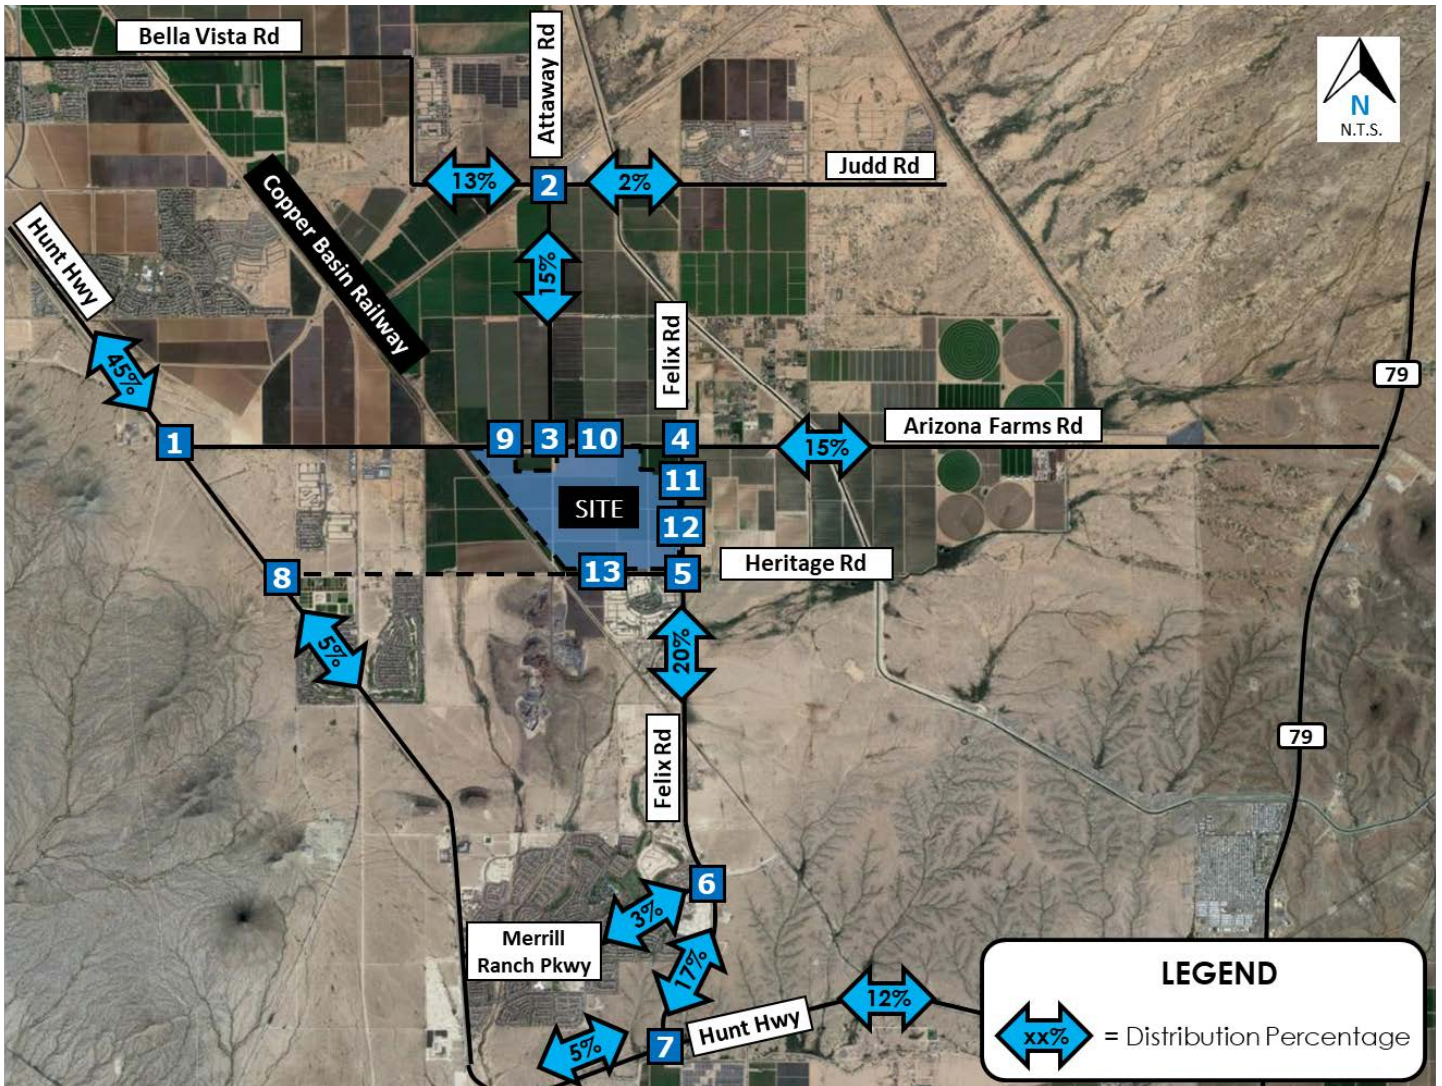 Bella Vista Rd
Attaway Rd
N
N.T.S.
13%
2
2%
Judd Rd
Copper Basin Railway
Hunt Hwy
15%
Felix Rd
45%
79
1
9
3
10
4
15%
Arizona Farms Rd
11
SITE
12
8
13
5
Heritage Rd
5%
20%
79
Felix Rd
6
3%
Merrill
Ranch Pkwy
17%
12%
Hunt Hwy
7
5%
LEGEND
xx%
= Distribution Percentage